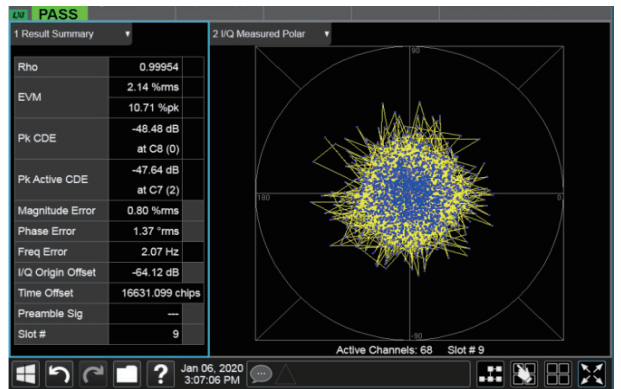 LXI PASS
1 Result Summary
2 I/Q Measured Polar
Rho 0.99954
EVM 2.14 %rms
10.71 %pk
Pk CDE -48.48 dB
at C8 (0)
Pk Active CDE -47.64 dB
at C7 (2)
Magnitude Error 0.80 %rms
Phase Error 1.37 °rms
Freq Error 2.07 Hz
I/Q Origin Offset -64.12 dB
Time Offset 16631.099 chips
Preamble Sig ---
Slot # 9
90
180
0
-90
Active Channels: 68 Slot # 9
?
Jan 06, 2020
3:07:06 PM